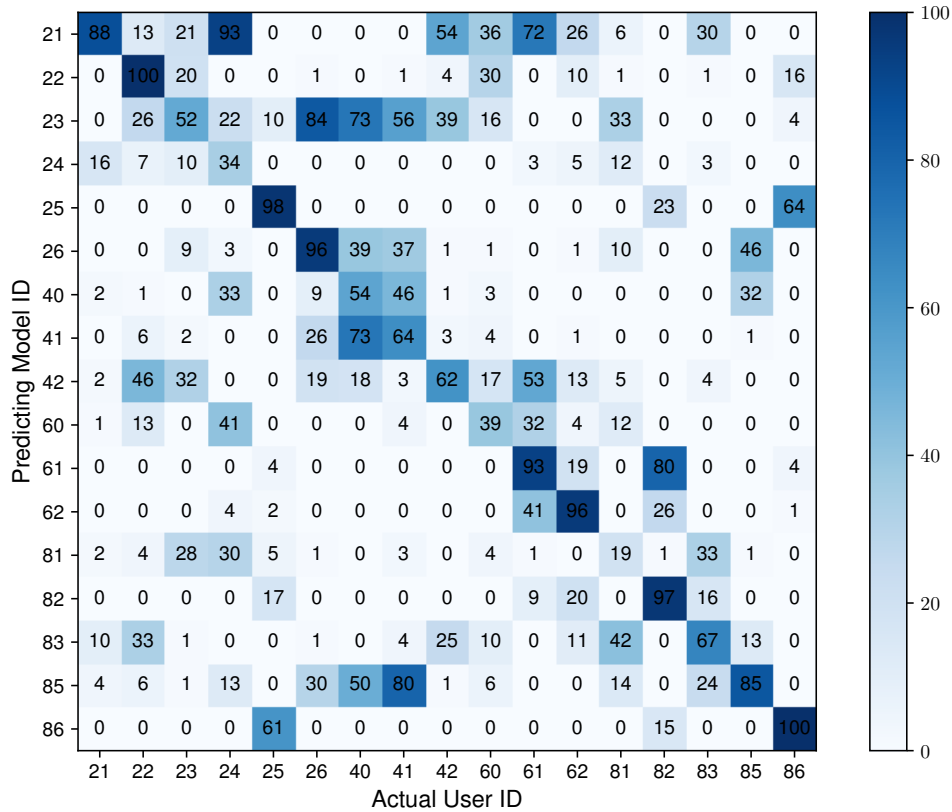 100
21 88 13 21 93 0 0 0 0 54 36 72 26 6 0 30 0 0
22 0 100 20 0 0 1 0 1 4 30 0 10 1 0 1 0 16
23 0 26 52 22 10 84 73 56 39 16 0 0 33 0 0 0 4
80
24 16 7 10 34 0 0 0 0 0 0 3 5 12 0 3 0 0
25 0 0 0 0 98 0 0 0 0 0 0 0 0 23 0 0 64
26 0 0 9 3 0 96 39 37 1 1 0 1 10 0 0 46 0
60
40 2 1 0 33 0 9 54 46 1 3 0 0 0 0 0 32 0
41 0 6 2 0 0 26 73 64 3 4 0 1 0 0 0 1 0
42 2 46 32 0 0 19 18 3 62 17 53 13 5 0 4 0 0
60 1 13 0 41 0 0 0 4 0 39 32 4 12 0 0 0 0
40
61 0 0 0 0 4 0 0 0 0 0 93 19 0 80 0 0 4
62 0 0 0 4 2 0 0 0 0 0 41 96 0 26 0 0 1
81 2 4 28 30 5 1 0 3 0 4 1 0 19 1 33 1 0
20
82 0 0 0 0 17 0 0 0 0 0 9 20 0 97 16 0 0
83 10 33 1 0 0 1 0 4 25 10 0 11 42 0 67 13 0
85 4 6 1 13 0 30 50 80 1 6 0 0 14 0 24 85 0
86 0 0 0 0 61 0 0 0 0 0 0 0 0 15 0 0 100
0
21 22 23 24 25 26 40 41 42 60 61 62 81 82 83 85 86
Actual User ID
Predicting Model ID